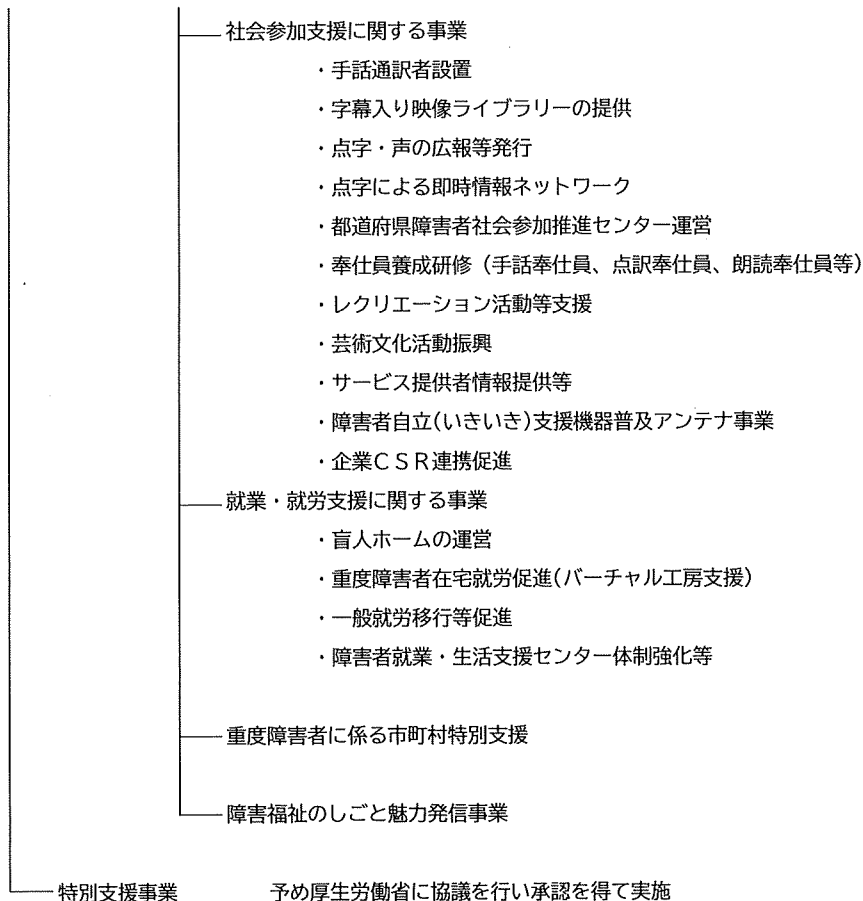 社会参加支援に関する事業
・手話通訳者設置
・字幕入り映像ライブラリーの提供
・点字・声の広報等発行
・点字による即時情報ネットワーク
・都道府県障害者社会参加推進センター運営
・奉仕員養成研修（手話奉仕員、点訳奉仕員、朗読奉仕員等）
・レクリエーション活動等支援
・芸術文化活動振興
・サービス提供者情報提供等
・障害者自立(いきいき)支援機器普及アンテナ事業
・企業ＣＳＲ連携促進
就業・就労支援に関する事業
・盲人ホームの運営
・重度障害者在宅就労促進(バーチャル工房支援)
・一般就労移行等促進
・障害者就業・生活支援センター体制強化等
重度障害者に係る市町村特別支援
障害福祉のしごと魅力発信事業
特別支援事業　　　予め厚生労働省に協議を行い承認を得て実施